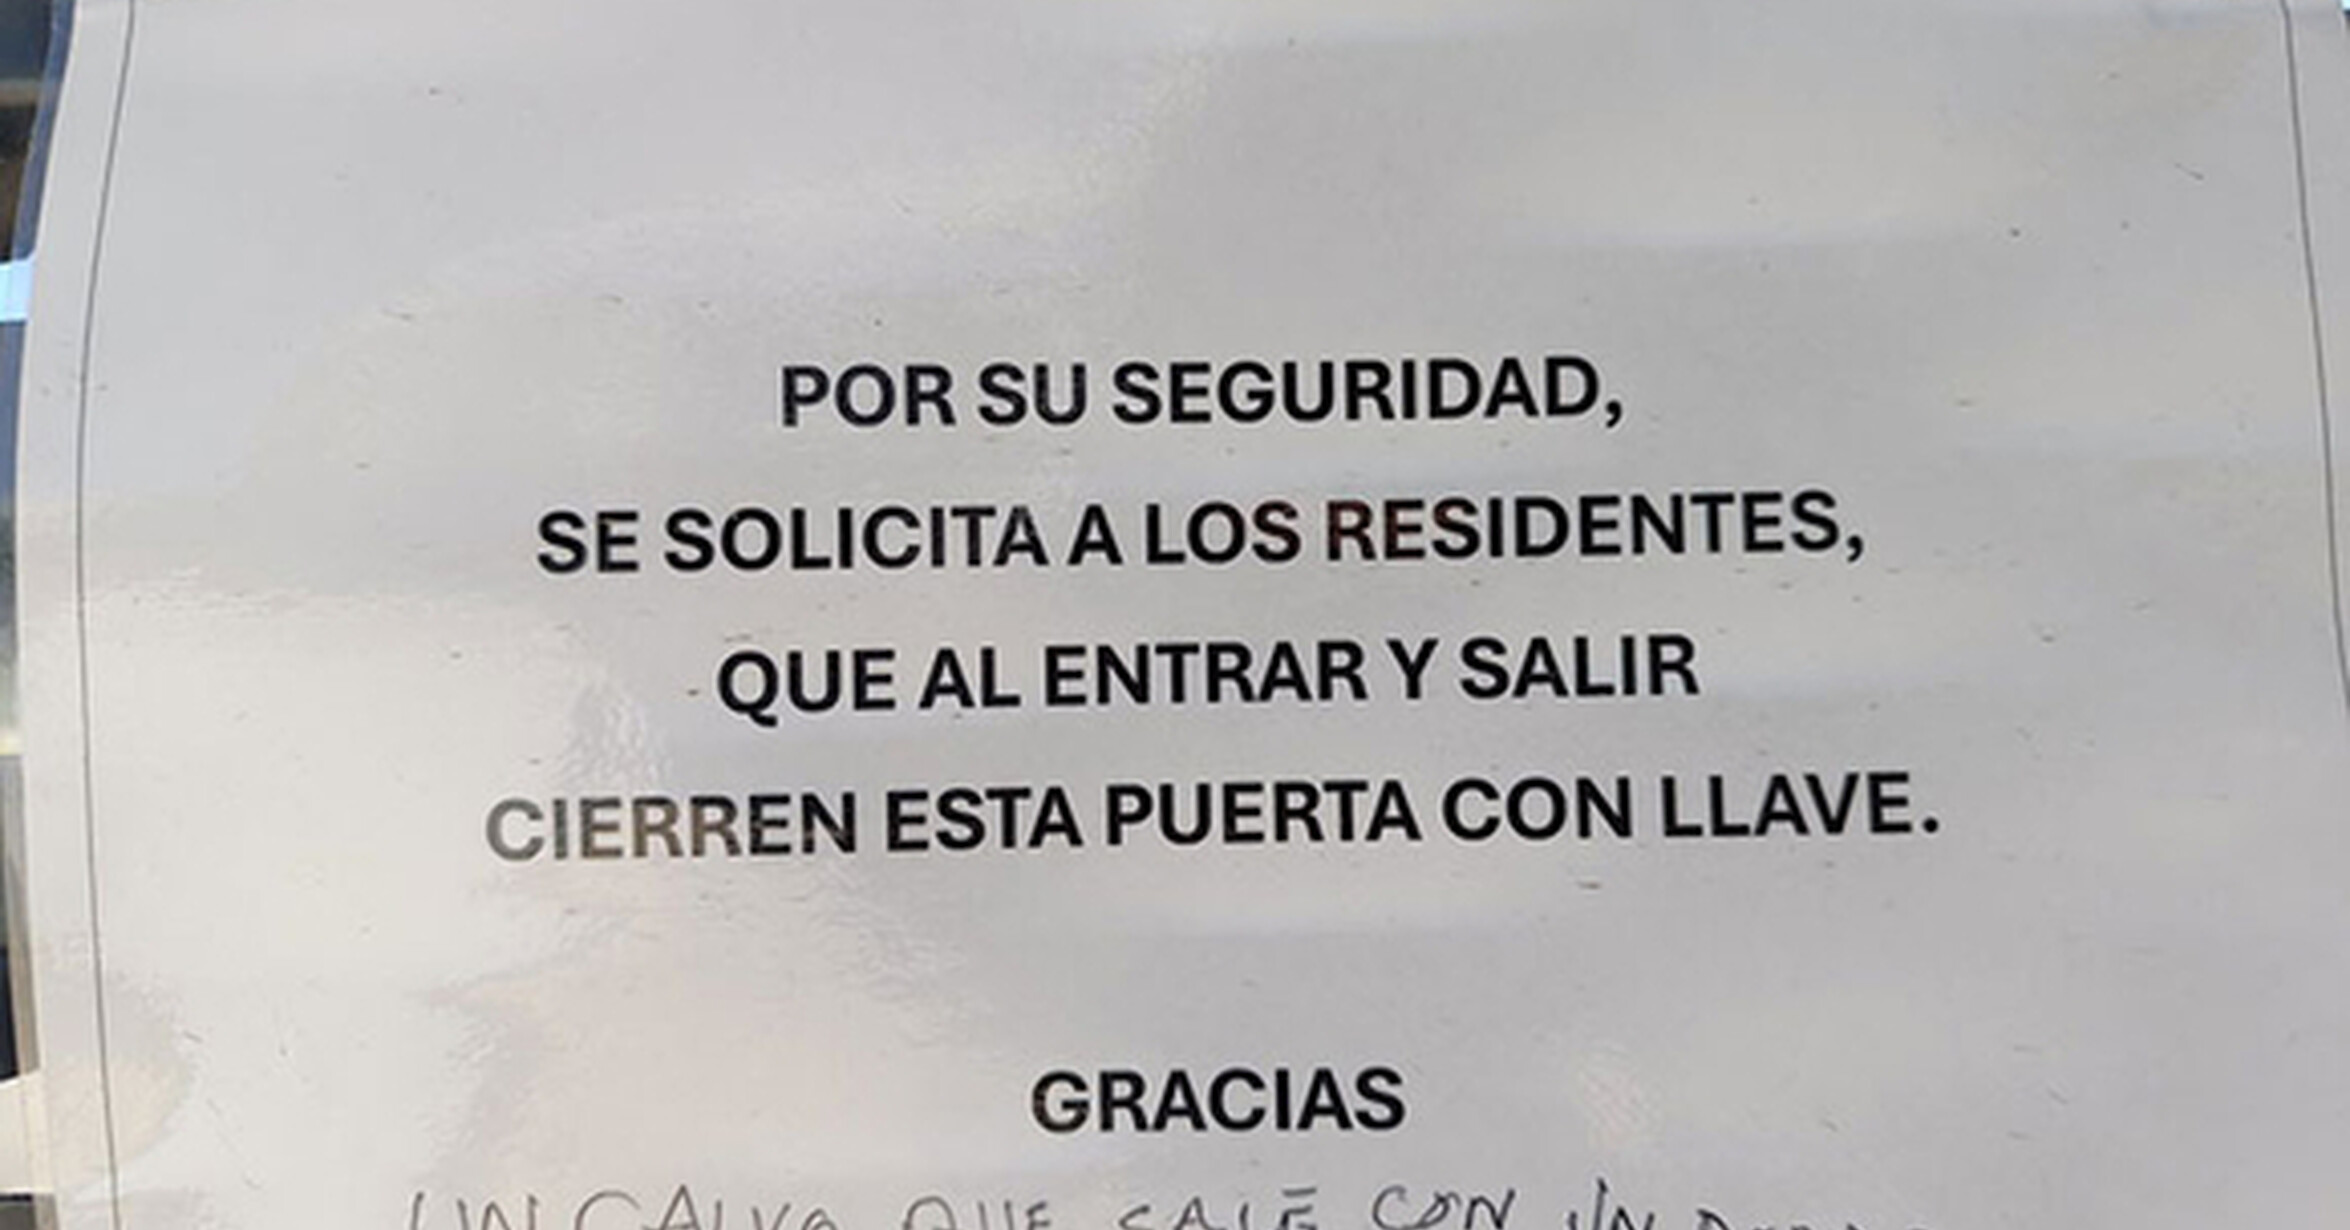 POR SU SEGURIDAD,
SE SOLICITA A LOS RESIDENTES,
QUE AL ENTRAR Y SALIR
CIERREN ESTA PUERTA CON LLAVE.
GRACIAS
UN CALVO QUE SALE CON UN